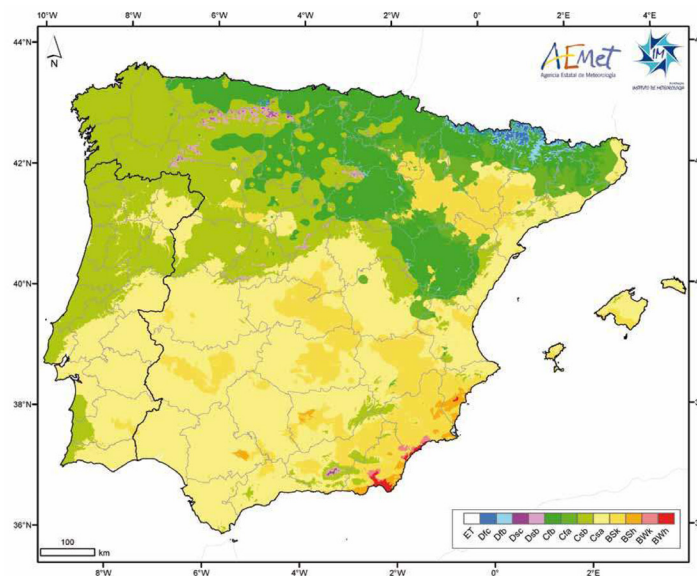 10°W 8°W 6°W 4°W 2°W 0° 2°E 4°E
44°N
N
AEMet
Agencia Estatal de Meteorología
IM
INSTITUTO DE METEOROLOGIA
42°N
40°N
38°N
36°N
ET Dfc Dfb Dsc Dsb Cfb Cfa Csb Csa BSk BSh BWk BWh
100
km
8°W 6°W 4°W 2°W 0° 2°E